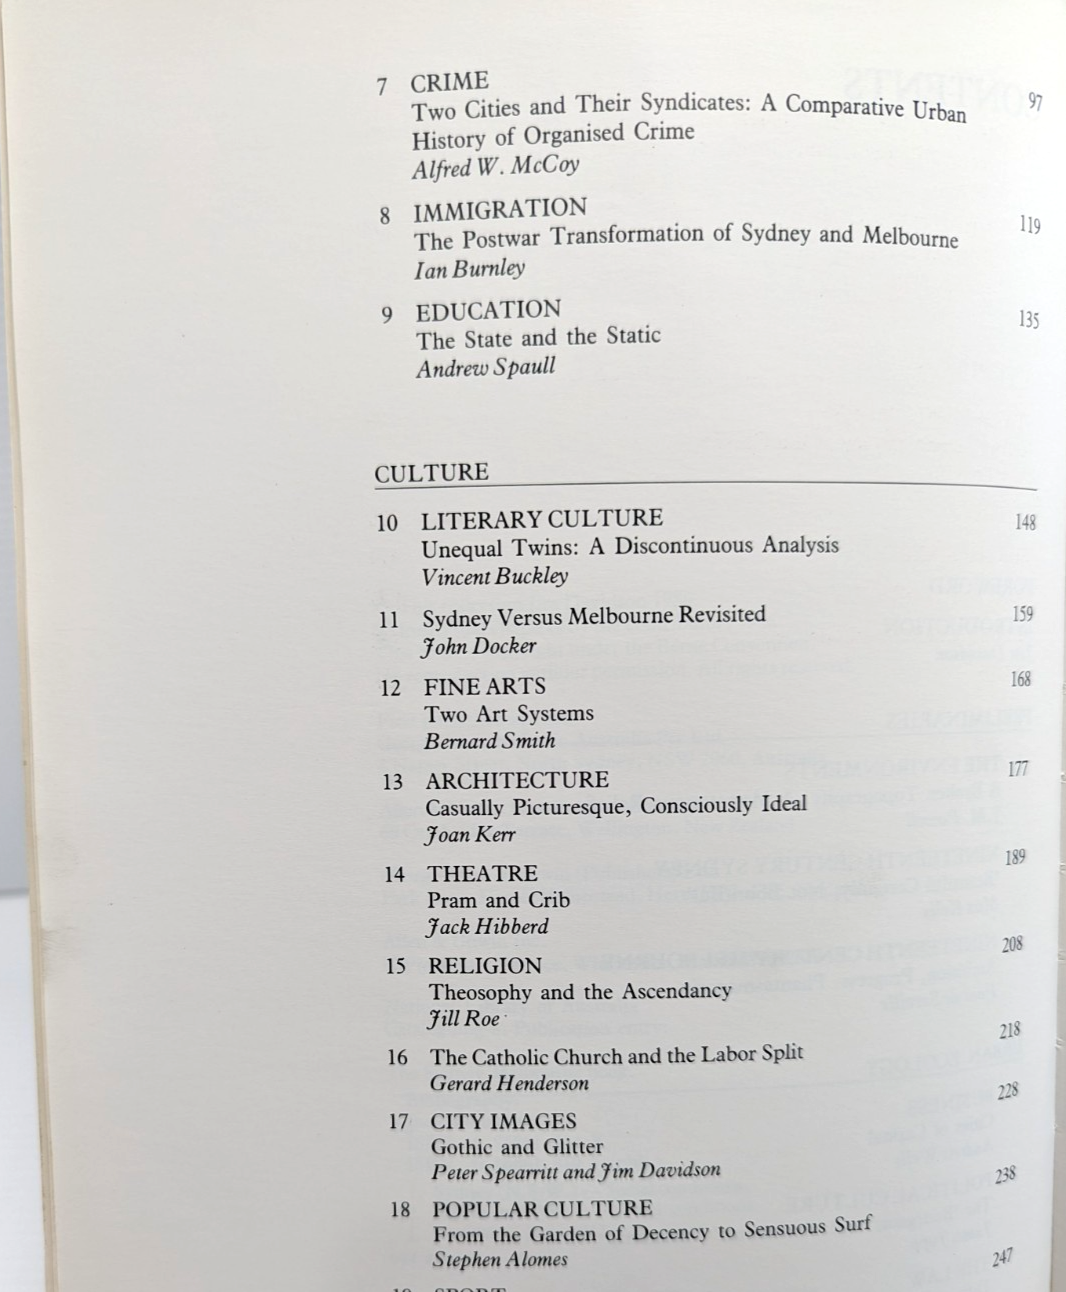 7 CRIME 97
Two Cities and Their Syndicates: A Comparative Urban
History of Organised Crime
Alfred W. McCoy
8 IMMIGRATION 119
The Postwar Transformation of Sydney and Melbourne
Ian Burnley
9 EDUCATION 135
The State and the Static
Andrew Spaull
CULTURE
10 LITERARY CULTURE 148
Unequal Twins: A Discontinuous Analysis
Vincent Buckley
11 Sydney Versus Melbourne Revisited 159
John Docker
12 FINE ARTS 168
Two Art Systems
Bernard Smith
13 ARCHITECTURE 177
Casually Picturesque, Consciously Ideal
Joan Kerr
14 THEATRE 189
Pram and Crib
Jack Hibberd
15 RELIGION 208
Theosophy and the Ascendancy
Jill Roe
16 The Catholic Church and the Labor Split 218
Gerard Henderson
17 CITY IMAGES 228
Gothic and Glitter
Peter Spearritt and Jim Davidson
18 POPULAR CULTURE 238
From the Garden of Decency to Sensuous Surf
Stephen Alomes
19 SPORT 247